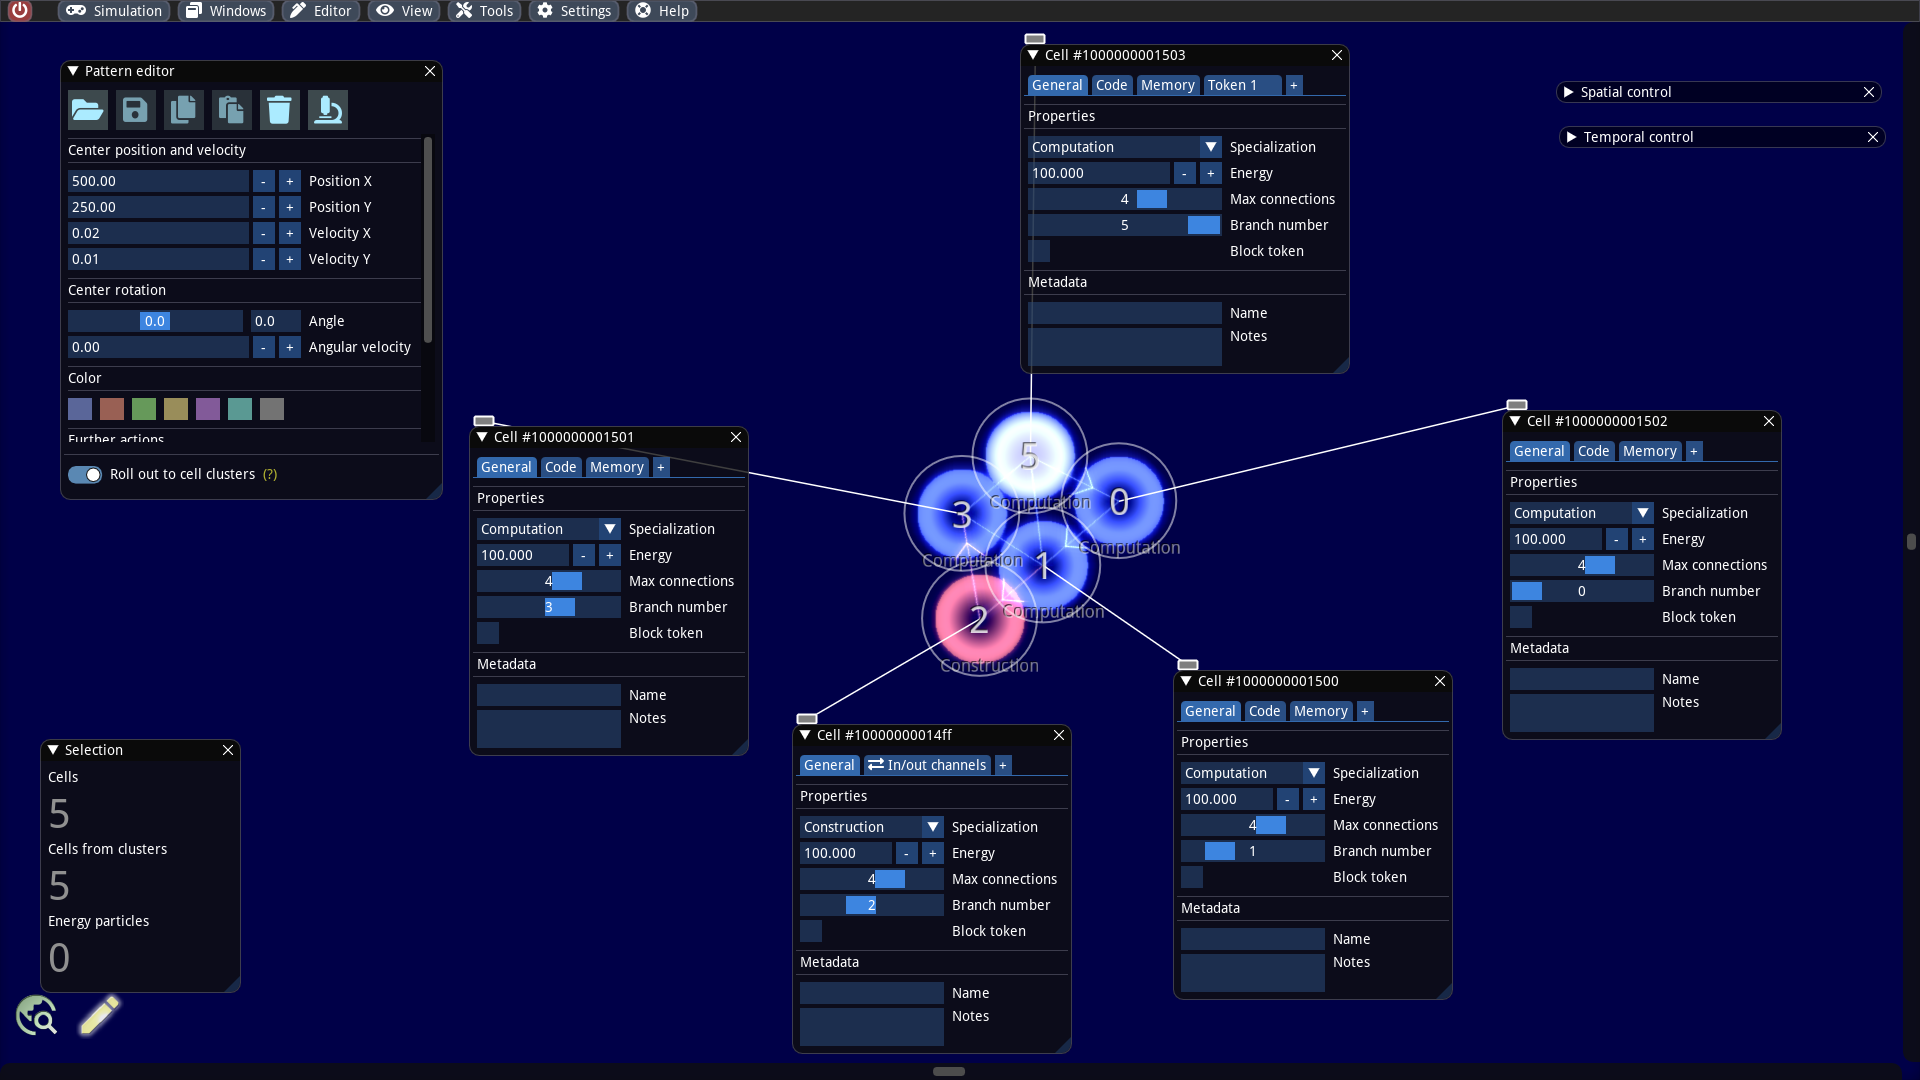 Simulation Windows Editor View Tools Settings Help
Pattern editor
Center position and velocity
500.00 - + Position X
250.00 - + Position Y
0.02 - + Velocity X
0.01 - + Velocity Y
Center rotation
0.0 0.0 Angle
0.00 - + Angular velocity
Color
Further actions
Roll out to cell clusters (?)
Selection
Cells
5
Cells from clusters
5
Energy particles
0
Cell #1000000001501
General Code Memory +
Properties
Computation Specialization
100.000 - + Energy
4 Max connections
3 Branch number
Block token
Metadata
Name
Notes
Cell #1000000001503
General Code Memory Token 1 +
Properties
Computation Specialization
100.000 - + Energy
4 Max connections
5 Branch number
Block token
Metadata
Name
Notes
5
Computation
3
Computation
0
Computation
1
Computation
2
Construction
Cell #10000000014ff
General In/out channels +
Properties
Construction Specialization
100.000 - + Energy
4 Max connections
2 Branch number
Block token
Metadata
Name
Notes
Cell #1000000001500
General Code Memory +
Properties
Computation Specialization
100.000 - + Energy
4 Max connections
1 Branch number
Block token
Metadata
Name
Notes
Spatial control
Temporal control
Cell #1000000001502
General Code Memory +
Properties
Computation Specialization
100.000 - + Energy
4 Max connections
0 Branch number
Block token
Metadata
Name
Notes